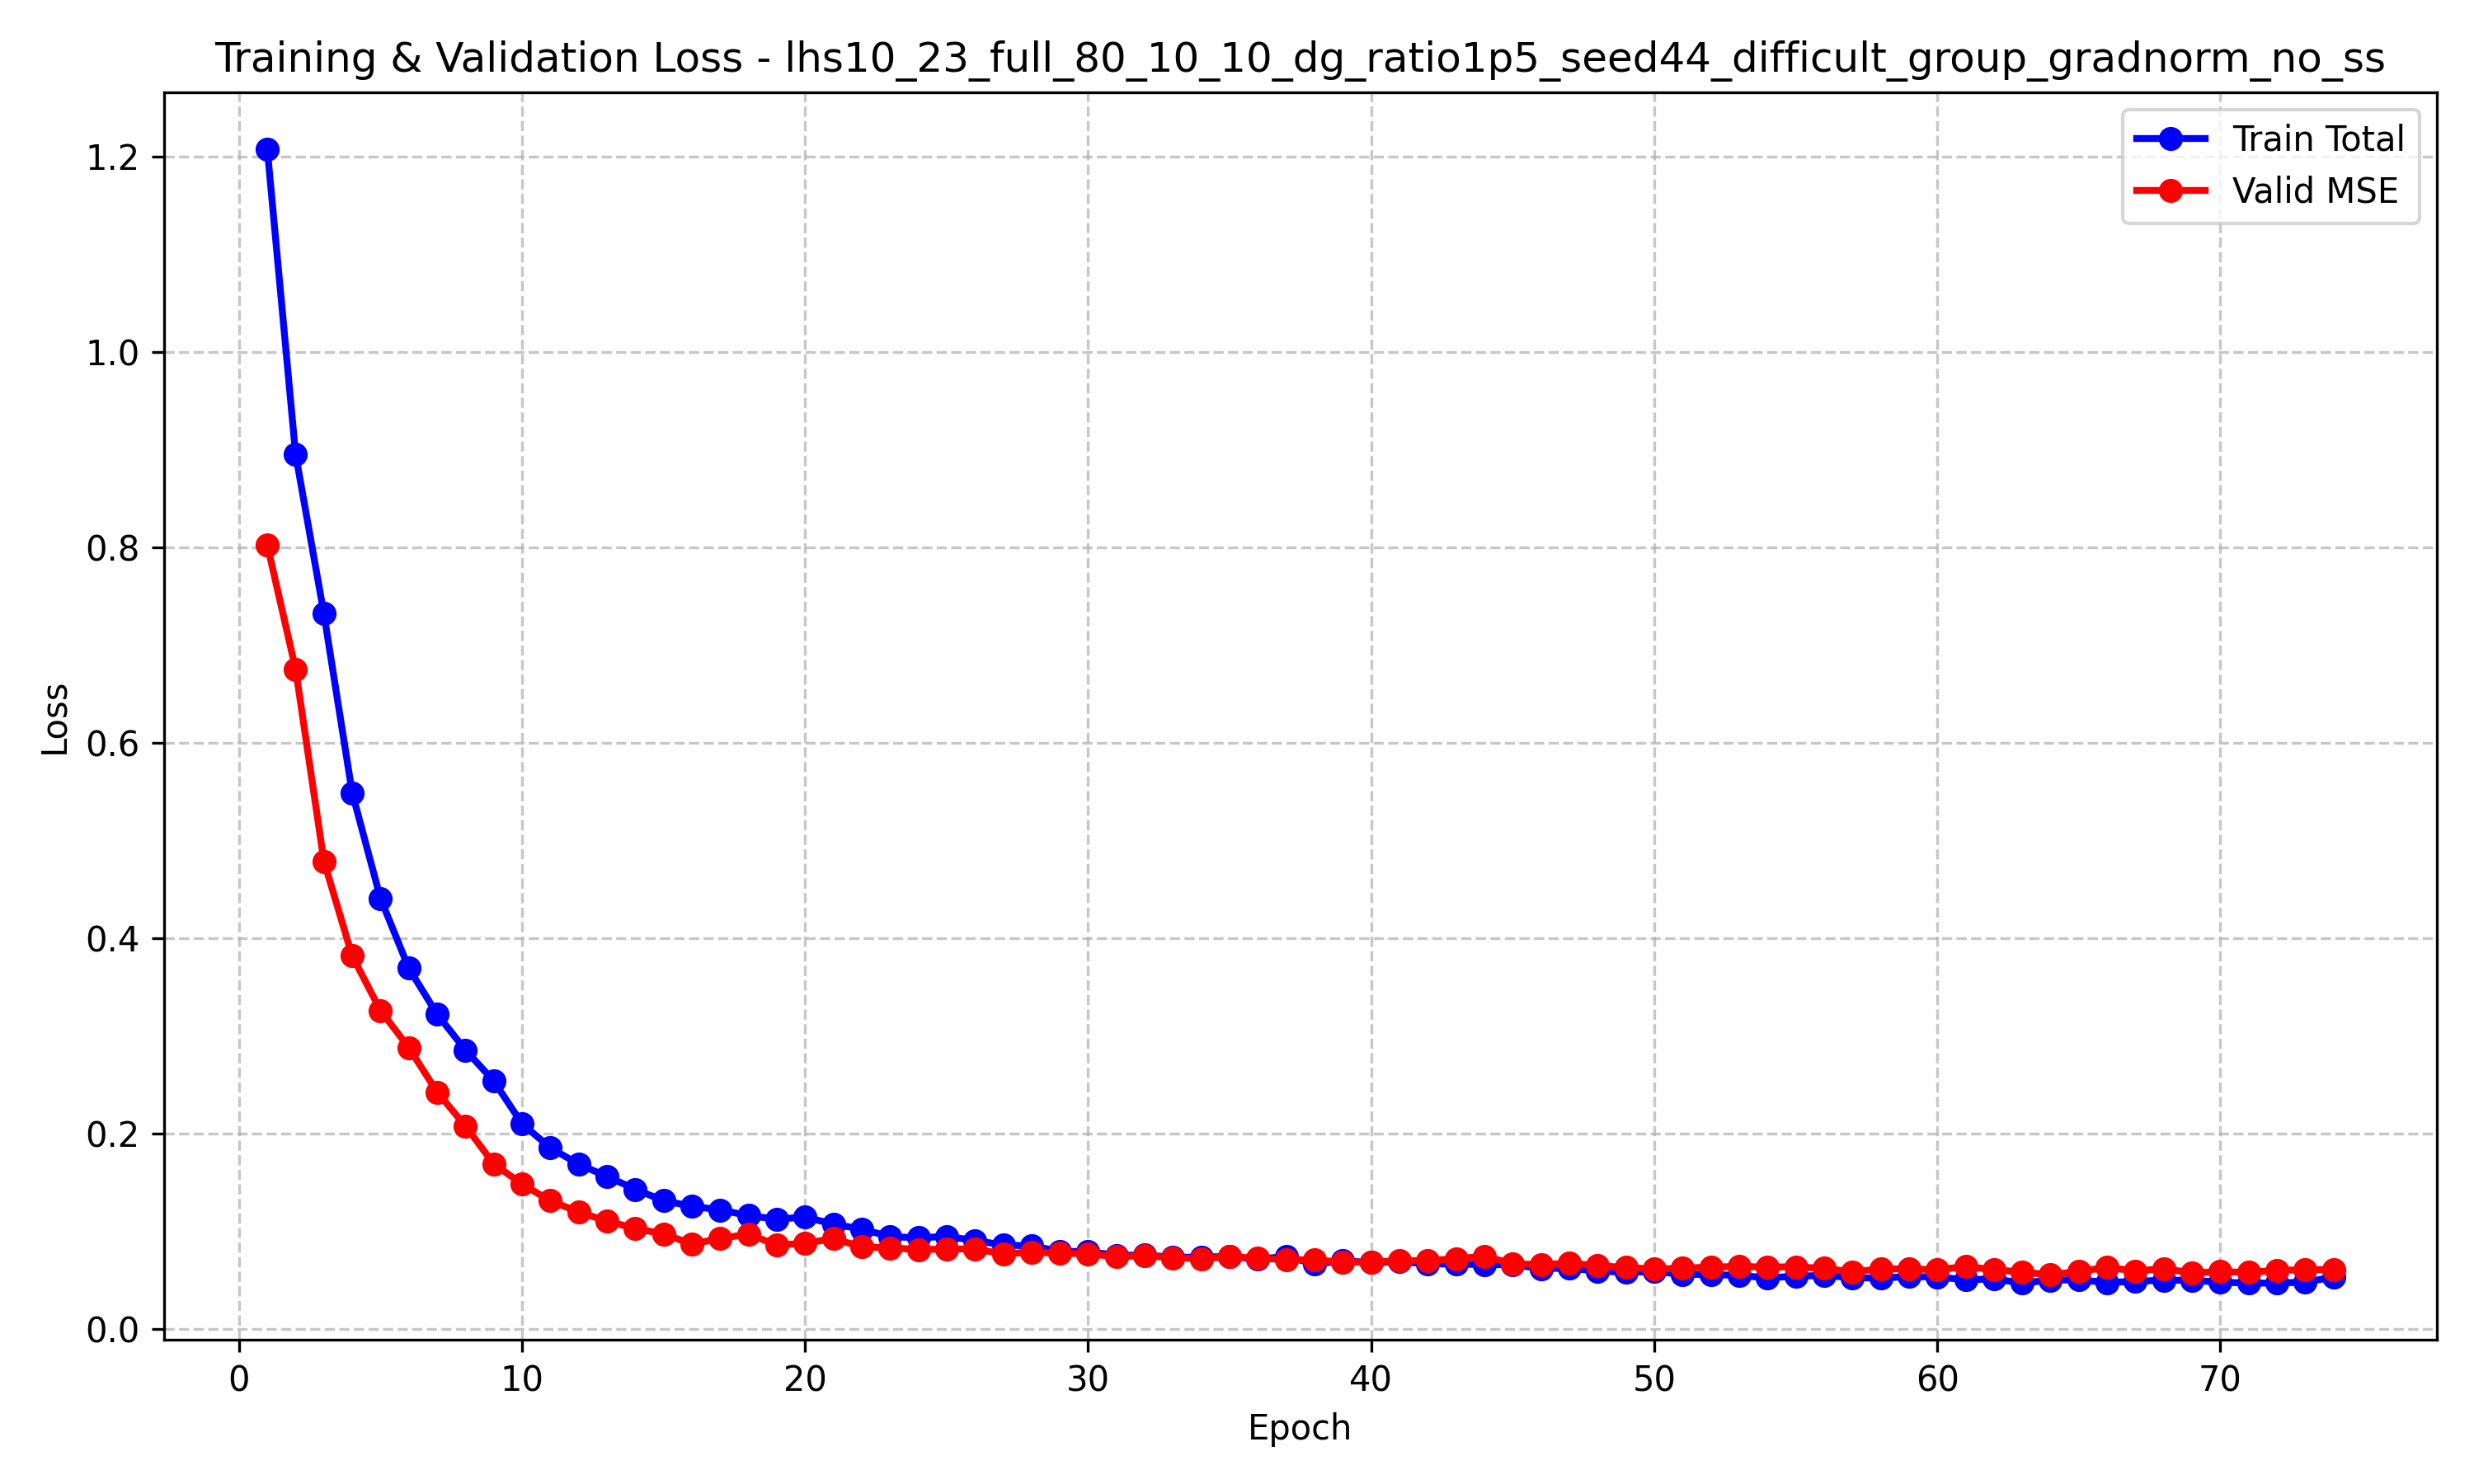 Training & Validation Loss - lhs10_23_full_80_10_10_dg_ratio1p5_seed44_difficult_group_gradnorm_no_ss
Train Total
Valid MSE
Loss
1.2
1.0
0.8
0.6
0.4
0.2
0.0
0 10 20 30 40 50 60 70
Epoch